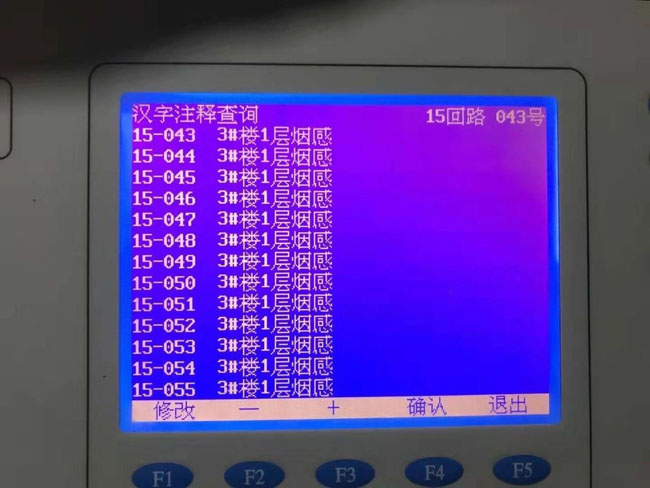 汉字注释查询 15回路 043号
15-043 3#楼1层烟感
15-044 3#楼1层烟感
15-045 3#楼1层烟感
15-046 3#楼1层烟感
15-047 3#楼1层烟感
15-048 3#楼1层烟感
15-049 3#楼1层烟感
15-050 3#楼1层烟感
15-051 3#楼1层烟感
15-052 3#楼1层烟感
15-053 3#楼1层烟感
15-054 3#楼1层烟感
15-055 3#楼1层烟感
修改 — + 确认 退出
F1 F2 F3 F4 F5